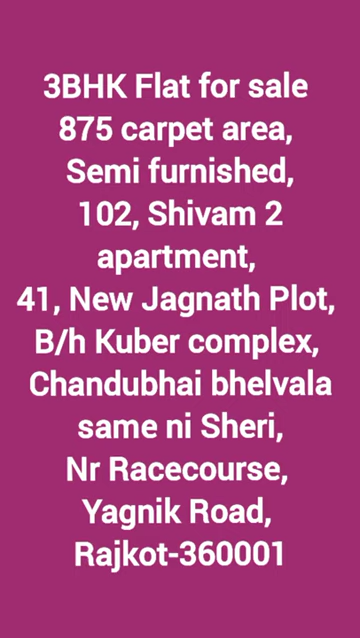 3BHK Flat for sale
875 carpet area,
Semi furnished,
102, Shivam 2
apartment,
41, New Jagnath Plot,
B/h Kuber complex,
Chandubhai bhelvala
same ni Sheri,
Nr Racecourse,
Yagnik Road,
Rajkot-360001